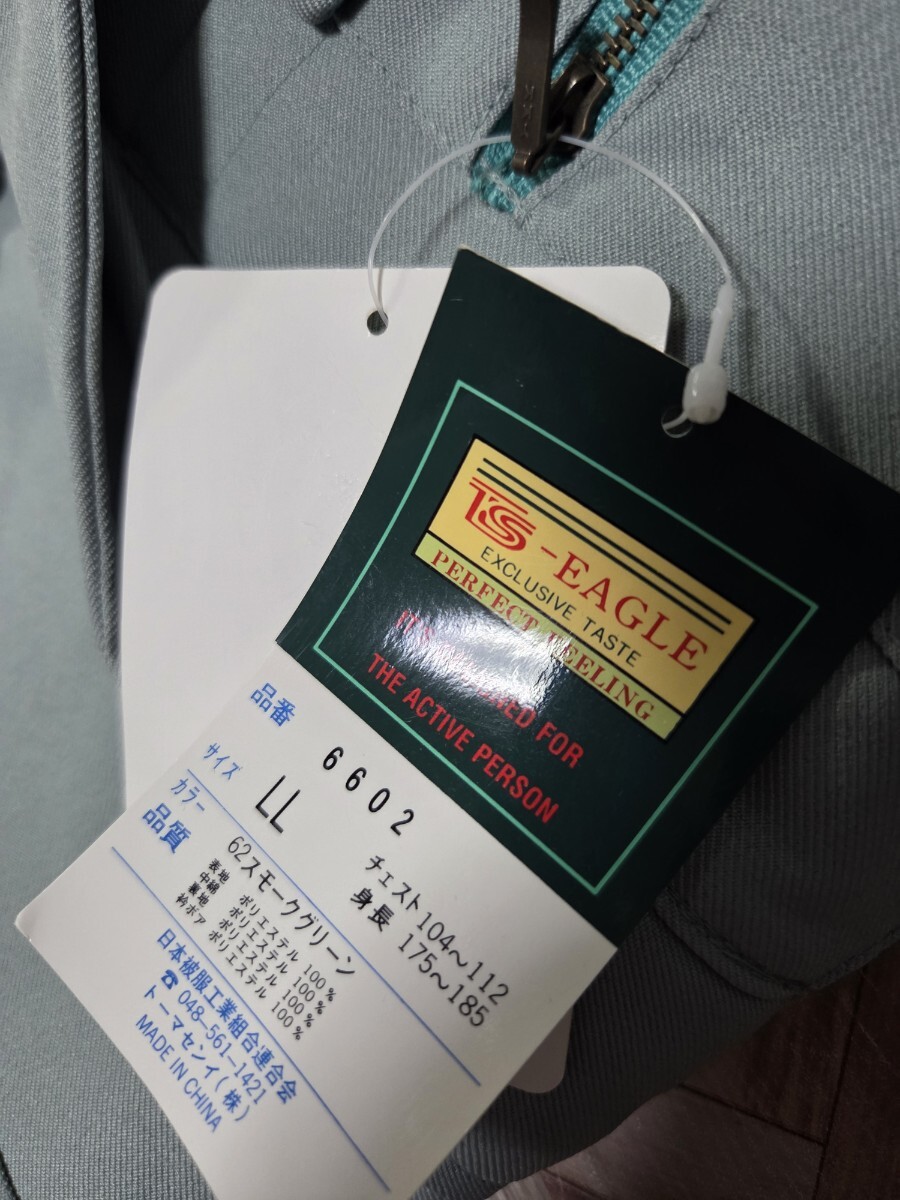 TS-EAGLE
EXCLUSIVE TASTE
PERFECT FEELING
IT'S FOR
THE ACTIVE PERSON
品番 6602
サイズ LL チェスト 104～112
身長 175～185
カラー 62スモークグリーン
品質 表地 ポリエステル 100%
中綿 ポリエステル 100%
裏地 ポリエステル 100%
衿ボア ポリエステル 100%
日本被服工業組合連合会
☎ 048-561-1421
トーマセンイ(株)
MADE IN CHINA